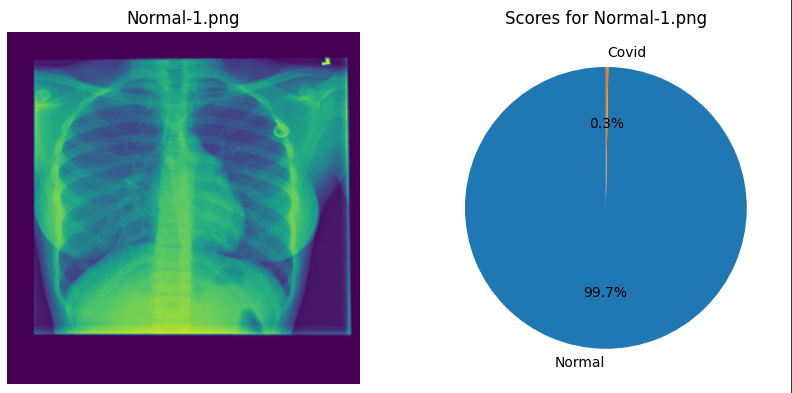 Normal-1.png
Scores for Normal-1.png
Covid
0.3%
99.7%
Normal